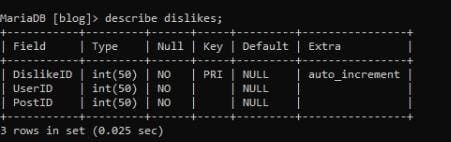 MariaDB [blog]> describe dislikes;
+-----------+---------+------+-----+---------+----------------+
| Field     | Type    | Null | Key | Default | Extra          |
+-----------+---------+------+-----+---------+----------------+
| DislikeID | int(50) | NO   | PRI | NULL    | auto_increment |
| UserID    | int(50) | NO   |     | NULL    |                |
| PostID    | int(50) | NO   |     | NULL    |                |
+-----------+---------+------+-----+---------+----------------+
3 rows in set (0.025 sec)